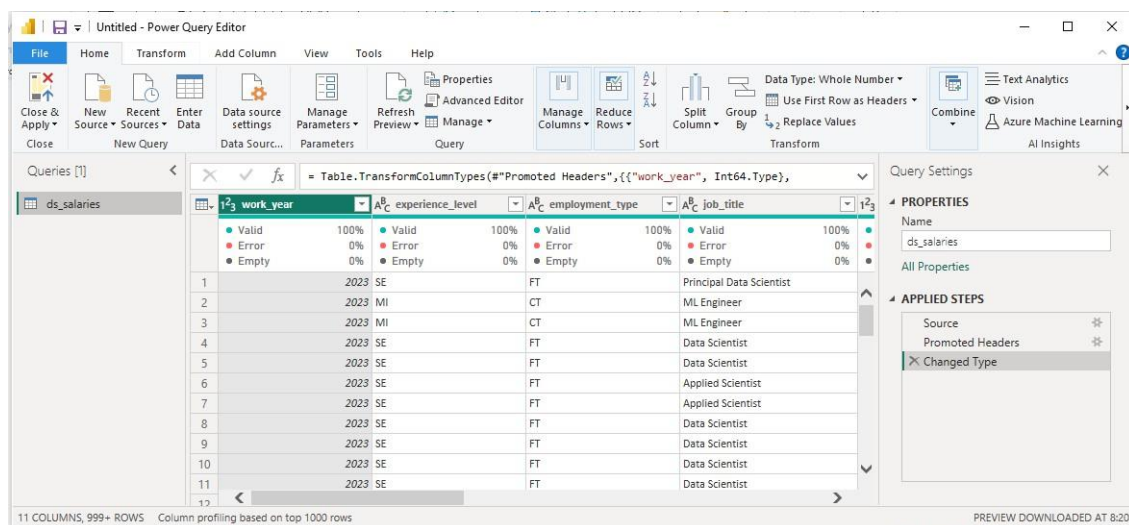 Untitled - Power Query Editor
File Home Transform Add Column View Tools Help
Close & Apply
New Source
Recent Sources
Enter Data
Data source settings
Manage Parameters
Refresh Preview
Properties
Advanced Editor
Manage
Manage Columns
Reduce Rows
Split Column
Group By
Data Type: Whole Number
Use First Row as Headers
Replace Values
Combine
Text Analytics
Vision
Azure Machine Learning
Close New Query Data Sourc... Parameters Query Sort Transform AI Insights
Queries [1]
ds_salaries
fx = Table.TransformColumnTypes(#"Promoted Headers",{{"work_year", Int64.Type},
123 work_year ABC experience_level ABC employment_type ABC job_title 123
Valid 100% Valid 100% Valid 100% Valid 100%
Error 0% Error 0% Error 0% Error 0%
Empty 0% Empty 0% Empty 0% Empty 0%
1 2023 SE FT Principal Data Scientist
2 2023 MI CT ML Engineer
3 2023 MI CT ML Engineer
4 2023 SE FT Data Scientist
5 2023 SE FT Data Scientist
6 2023 SE FT Applied Scientist
7 2023 SE FT Applied Scientist
8 2023 SE FT Data Scientist
9 2023 SE FT Data Scientist
10 2023 SE FT Data Scientist
11 2023 SE FT Data Scientist
12
Query Settings
PROPERTIES
Name
ds_salaries
All Properties
APPLIED STEPS
Source
Promoted Headers
Changed Type
11 COLUMNS, 999+ ROWS Column profiling based on top 1000 rows PREVIEW DOWNLOADED AT 8:20